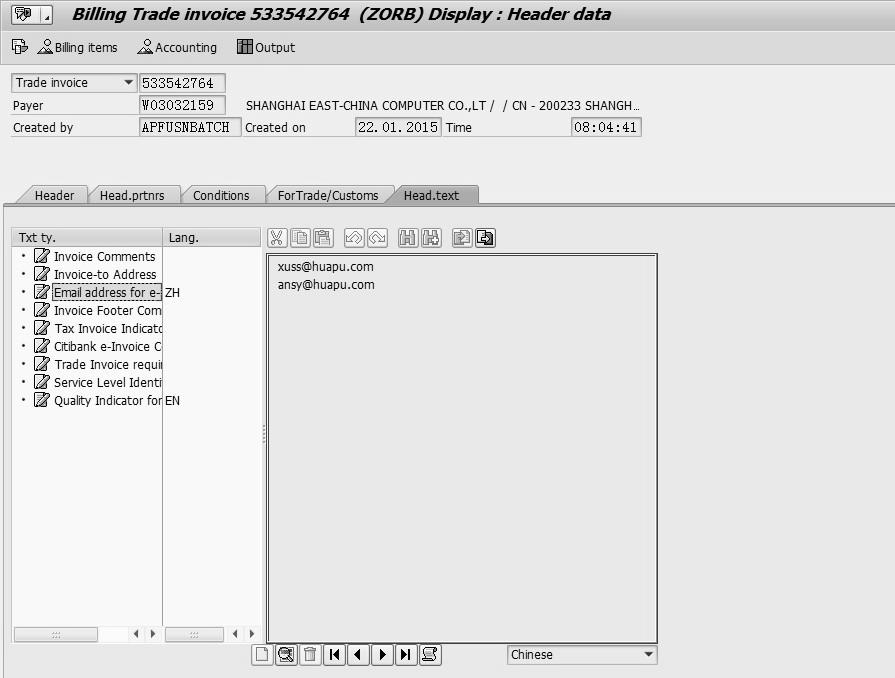 Billing Trade invoice 533542764 (ZORB) Display : Header data
Billing items Accounting Output
Trade invoice 533542764
Payer W03032159 SHANGHAI EAST-CHINA COMPUTER CO.,LT / / CN - 200233 SHANGH...
Created by APFUSNBATCH Created on 22.01.2015 Time 08:04:41
Header Head.prtnrs Conditions ForTrade/Customs Head.text
Txt ty. Lang.
Invoice Comments
Invoice-to Address
Email address for e- ZH
Invoice Footer Com
Tax Invoice Indicato
Citibank e-Invoice C
Trade Invoice requi
Service Level Identi
Quality Indicator for EN
xuss@huapu.com
ansy@huapu.com
Chinese